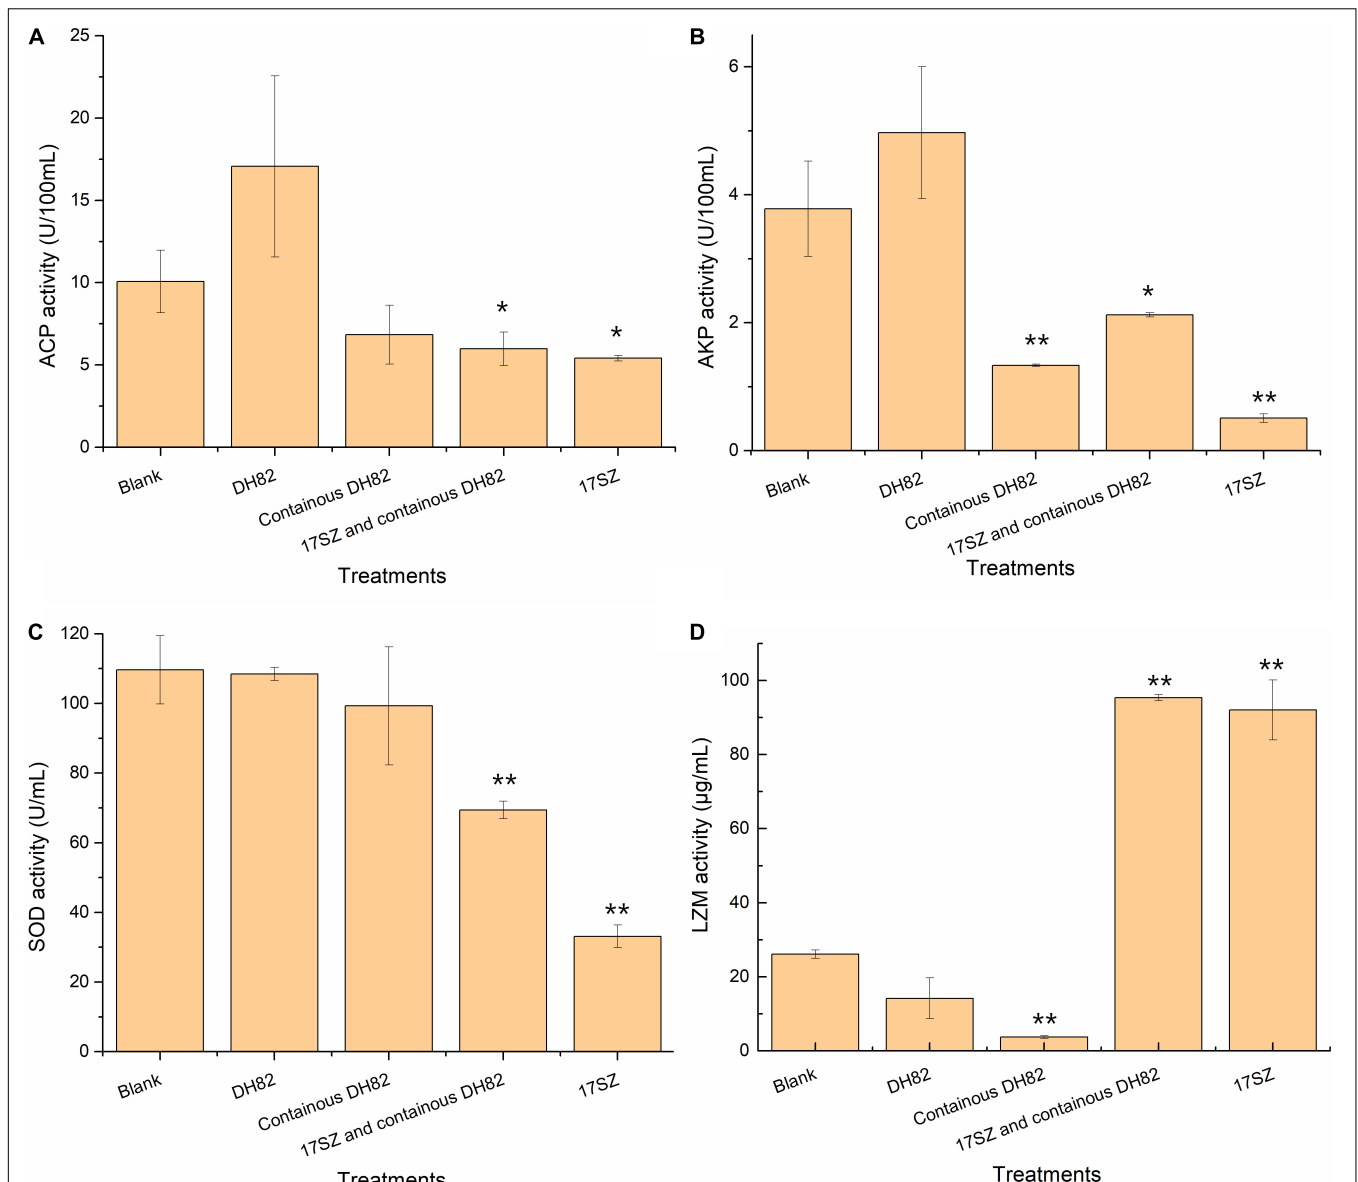 A
25
20
15
10
5
0
ACP activity (U/100mL)
*
*
Blank
DH82
Containous DH82
17SZ and containous DH82
17SZ
Treatments
B
6
4
2
0
AKP activity (U/100mL)
**
*
**
Blank
DH82
Containous DH82
17SZ and containous DH82
17SZ
Treatments
C
120
100
80
60
40
20
0
SOD activity (U/mL)
**
**
Blank
DH82
Containous DH82
17SZ and containous DH82
17SZ
Treatments
D
100
80
60
40
20
0
LZM activity (μg/mL)
**
**
**
Blank
DH82
Containous DH82
17SZ and containous DH82
17SZ
Treatments